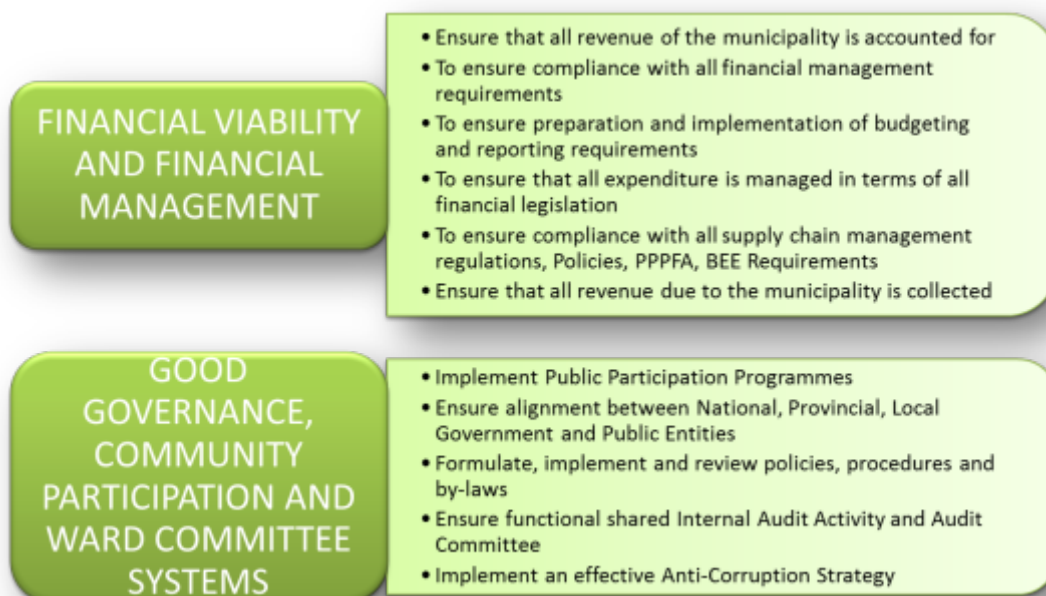 FINANCIAL VIABILITY
AND FINANCIAL
MANAGEMENT
• Ensure that all revenue of the municipality is accounted for
• To ensure compliance with all financial management
requirements
• To ensure preparation and implementation of budgeting
and reporting requirements
• To ensure that all expenditure is managed in terms of all
financial legislation
• To ensure compliance with all supply chain management
regulations, Policies, PPPFA, BEE Requirements
• Ensure that all revenue due to the municipality is collected
GOOD
GOVERNANCE,
COMMUNITY
PARTICIPATION AND
WARD COMMITTEE
SYSTEMS
• Implement Public Participation Programmes
• Ensure alignment between National, Provincial, Local
Government and Public Entities
• Formulate, implement and review policies, procedures and
by-laws
• Ensure functional shared Internal Audit Activity and Audit
Committee
• Implement an effective Anti-Corruption Strategy